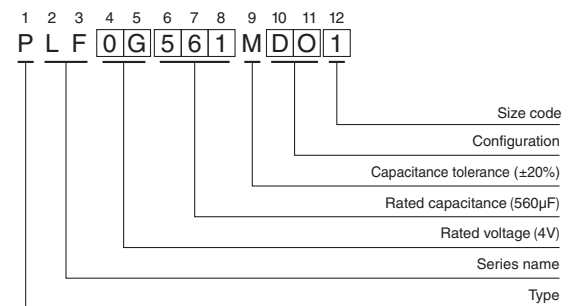 1 2 3 4 5 6 7 8 9 10 11 12
P L F 0 G 5 6 1 M D O 1
Size code
Configuration
Capacitance tolerance (±20%)
Rated capacitance (560µF)
Rated voltage (4V)
Series name
Type